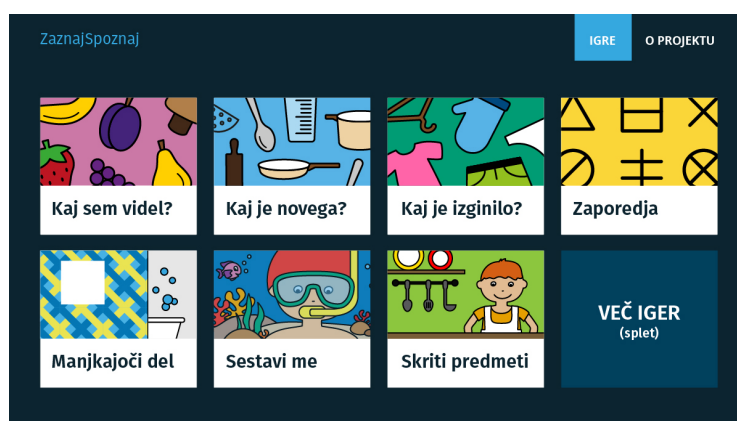 ZaznajSpoznaj
IGRE
O PROJEKTU
Kaj sem videl?
Kaj je novega?
Kaj je izginilo?
Zaporedja
Manjkajoči del
Sestavi me
Skriti predmeti
VEČ IGER
(splet)